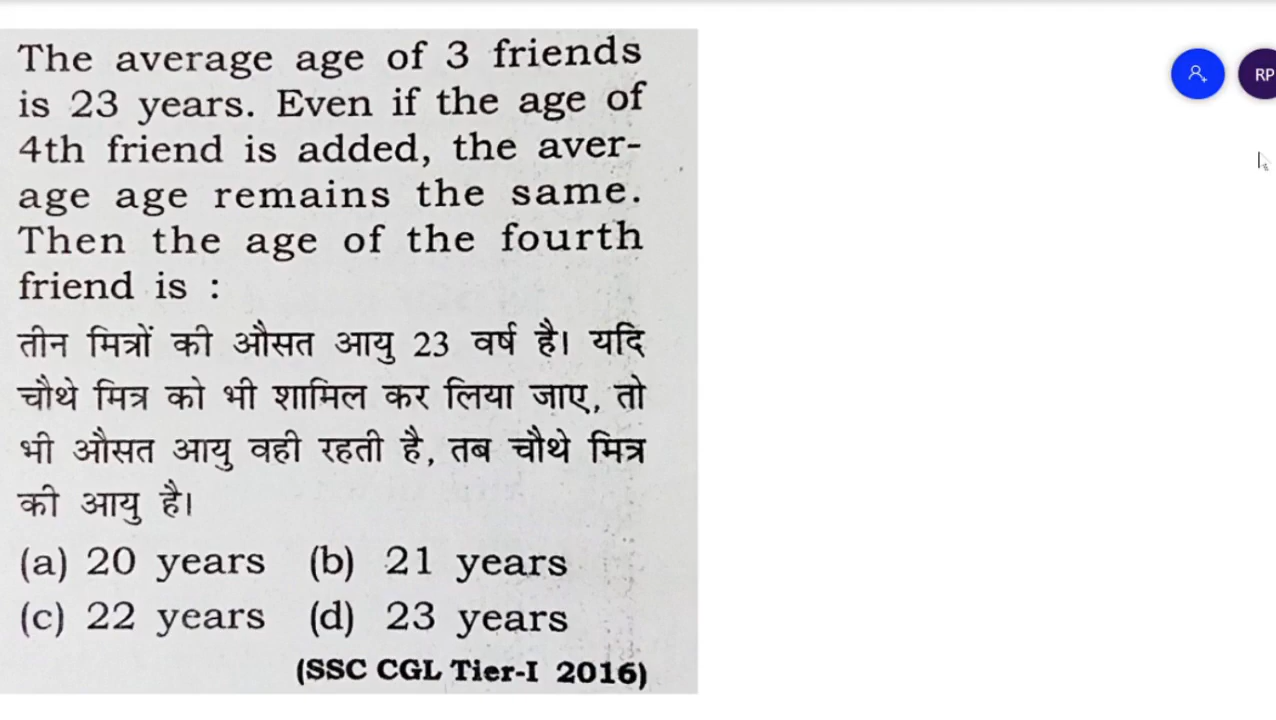 The average age of 3 friends
is 23 years. Even if the age of
4th friend is added, the aver-
age age remains the same.
Then the age of the fourth
friend is :
तीन मित्रों की औसत आयु 23 वर्ष है। यदि
चौथे मित्र को भी शामिल कर लिया जाए, तो
भी औसत आयु वही रहती है, तब चौथे मित्र
की आयु है।
(a) 20 years (b) 21 years
(c) 22 years (d) 23 years
(SSC CGL Tier-I 2016)
RP